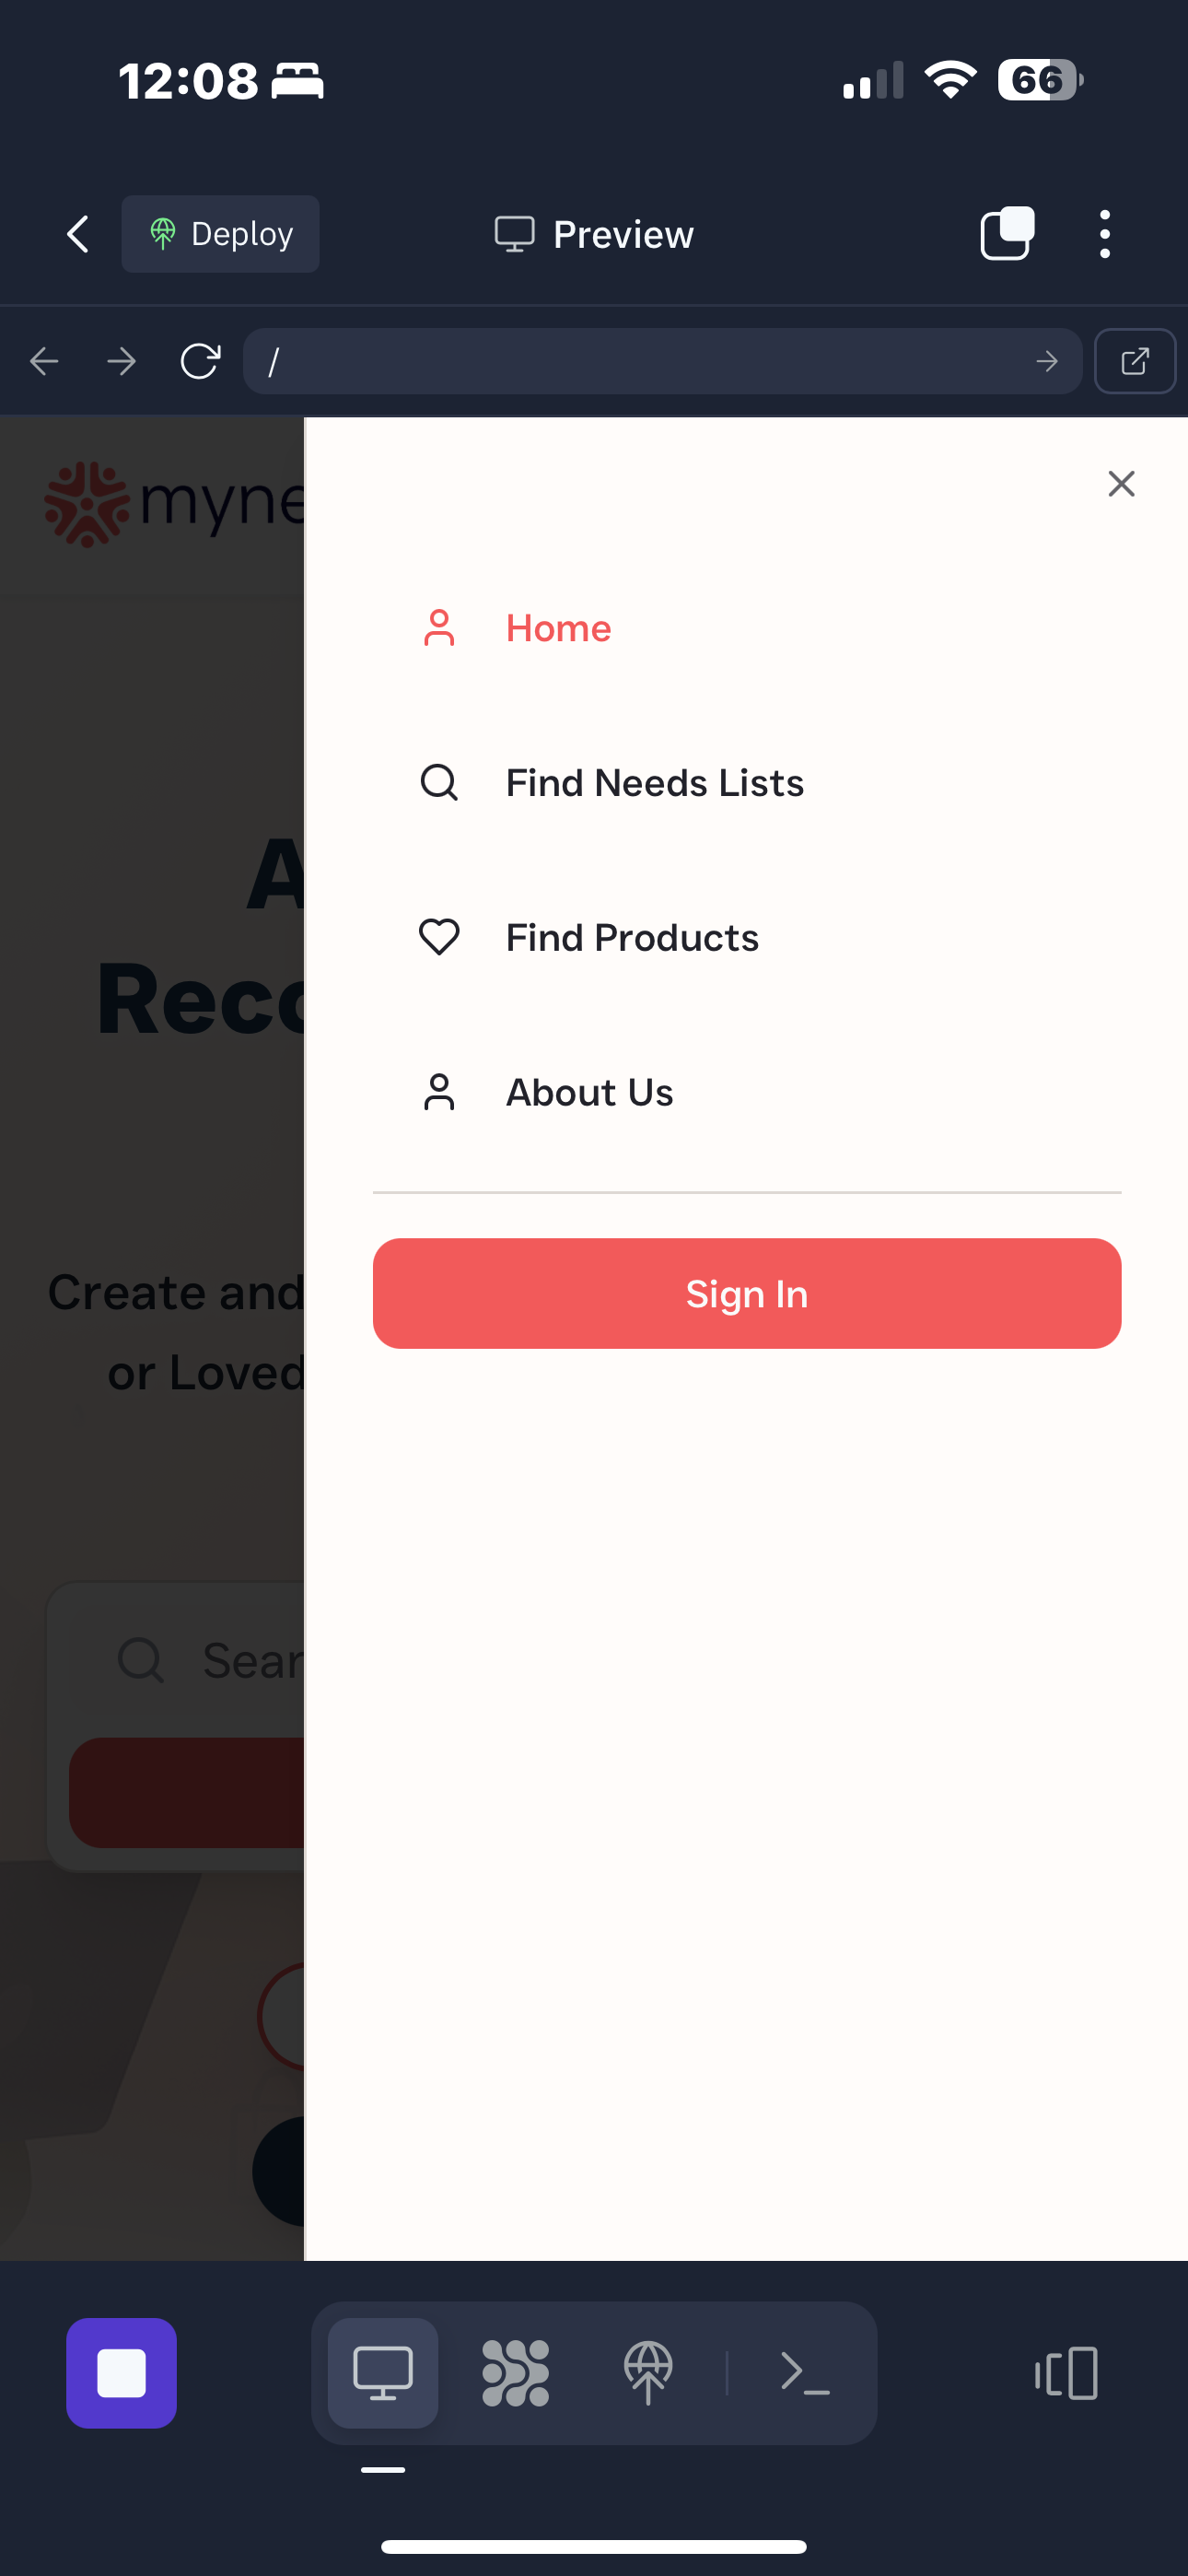 12:08
66
Deploy
Preview
/
myne
Home
Find Needs Lists
Find Products
About Us
Sign In
A
Reco
Create and
or Loved
Sear